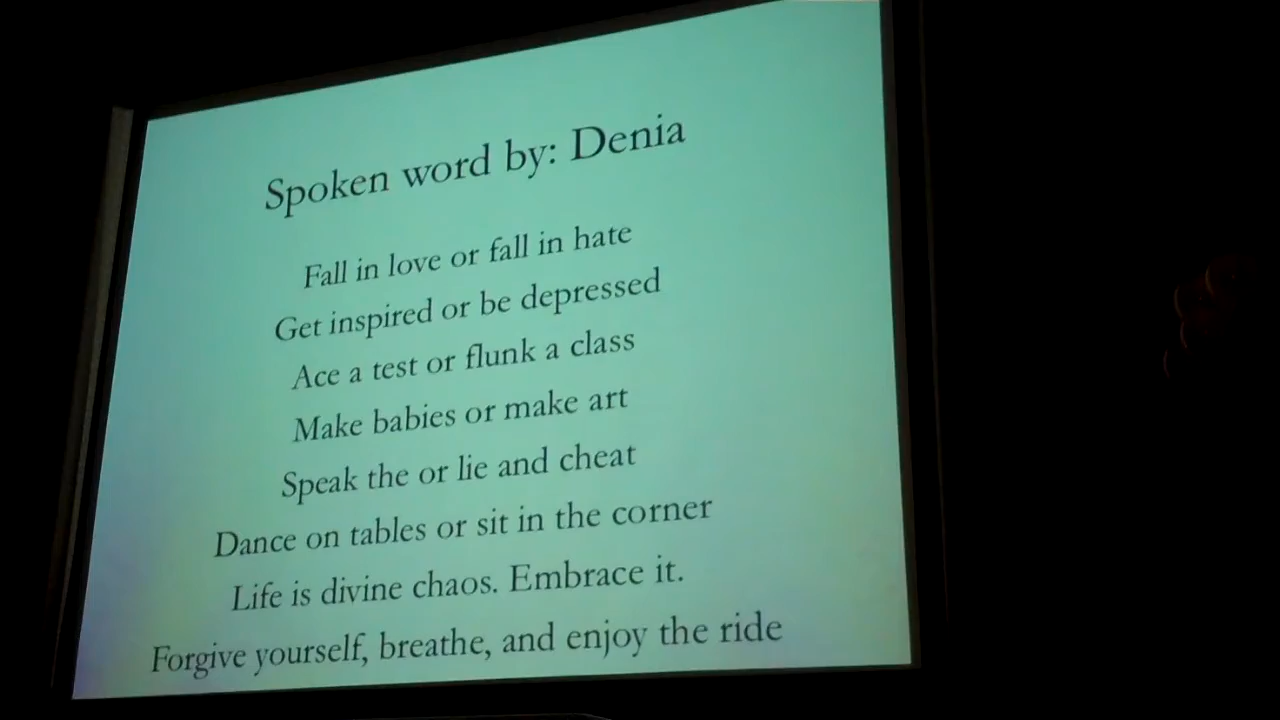 Spoken word by: Denia
Fall in love or fall in hate
Get inspired or be depressed
Ace a test or flunk a class
Make babies or make art
Speak the or lie and cheat
Dance on tables or sit in the corner
Life is divine chaos. Embrace it.
Forgive yourself, breathe, and enjoy the ride